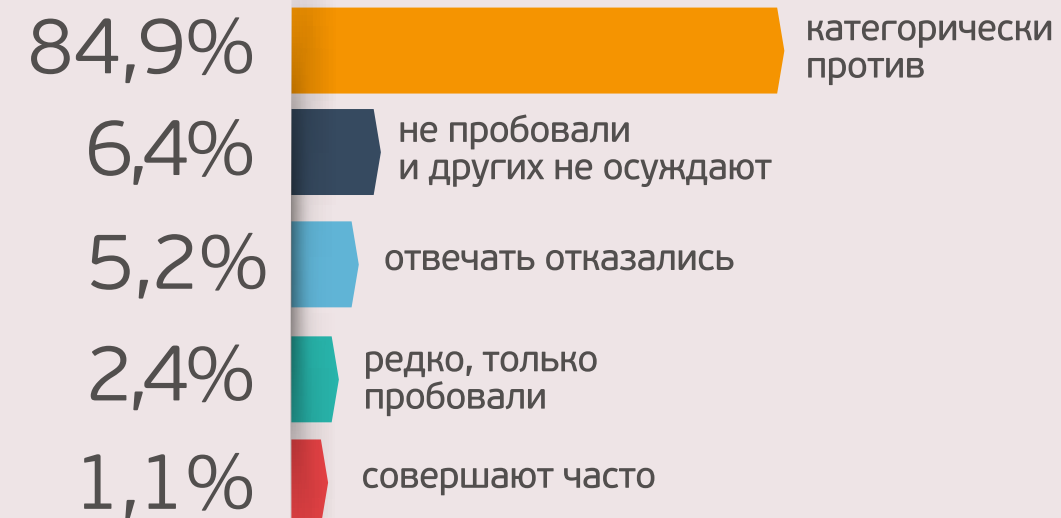 84,9%
категорически
против
6,4%
не пробовали
и других не осуждают
5,2%
отвечать отказались
2,4%
редко, только
пробовали
1,1%
совершают часто